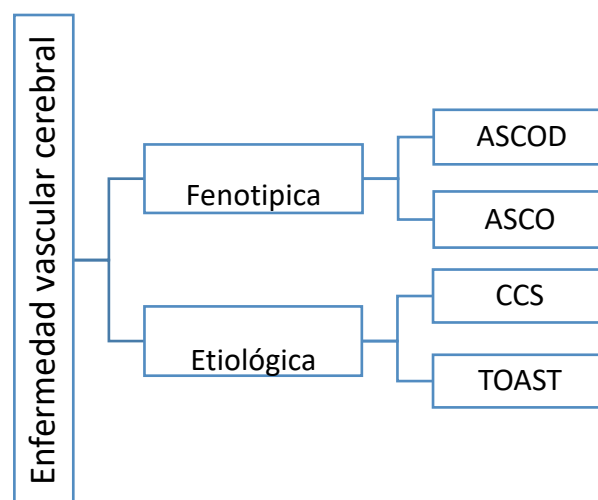 Enfermedad vascular cerebral
Fenotipica
ASCOD
ASCO
Etiológica
CCS
TOAST